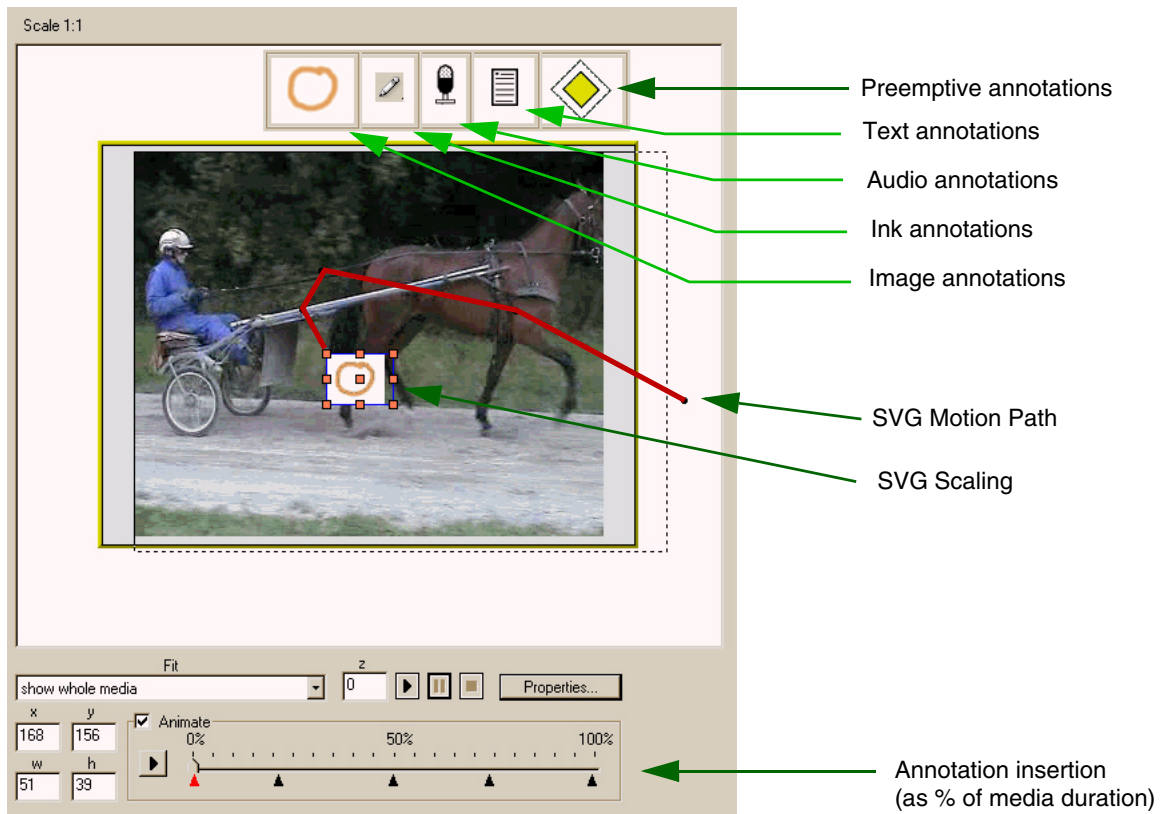 Scale 1:1
Preemptive annotations
Text annotations
Audio annotations
Ink annotations
Image annotations
SVG Motion Path
SVG Scaling
Fit
z
show whole media
0
Properties...
x
y
Animate
168
156
0%
50%
100%
w
h
51
39
Annotation insertion
(as % of media duration)